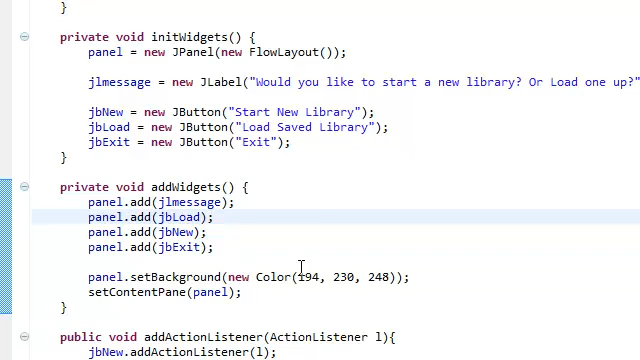 }
private void initWidgets() {
panel = new JPanel(new FlowLayout());
jlmessage = new JLabel("Would you like to start a new library? Or Load one up?"
jbNew = new JButton("Start New Library");
jbLoad = new JButton("Load Saved Library");
jbExit = new JButton("Exit");
}
private void addWidgets() {
panel.add(jlmessage);
panel.add(jbLoad);
panel.add(jbNew);
panel.add(jbExit);
panel.setBackground(new Color(194, 230, 248));
setContentPane(panel);
}
public void addActionListener(ActionListener l){
jbNew.addActionListener(l);